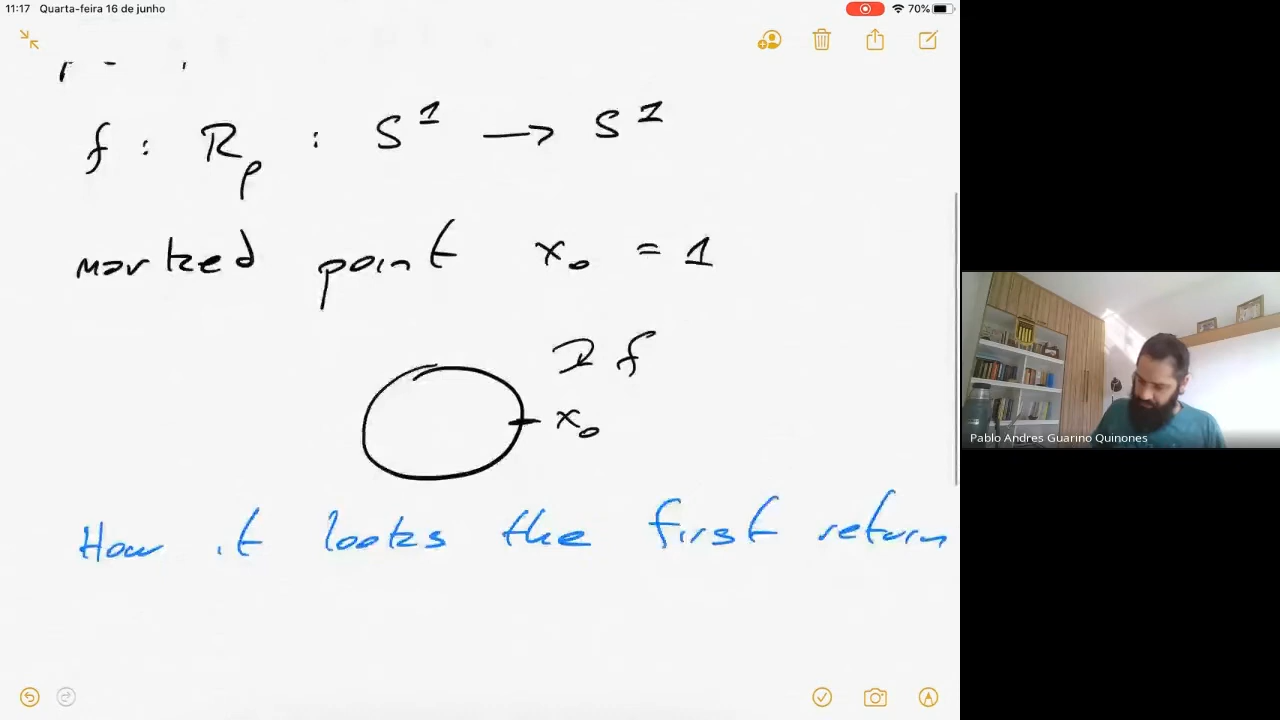 11:17 Quarta-feira 16 de junho 70%
f : R_ρ : S^1 → S^1
marked point x_0 = 1
f
x_0
How it looks the first return
Pablo Andres Guarino Quinones